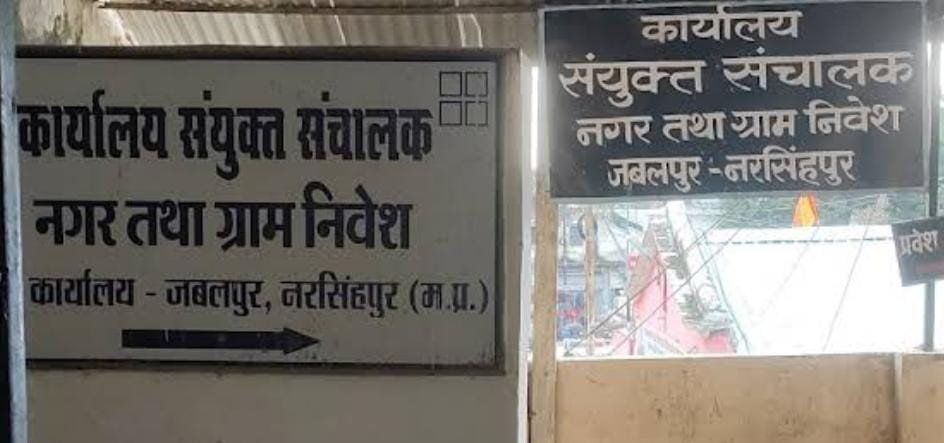 कार्यालय संयुक्त संचालक
नगर तथा ग्राम निवेश
कार्यालय - जबलपुर, नरसिंहपुर (म.प्र.)
कार्यालय
संयुक्त संचालक
नगर तथा ग्राम निवेश
जबलपुर - नरसिंहपुर
प्रवेश